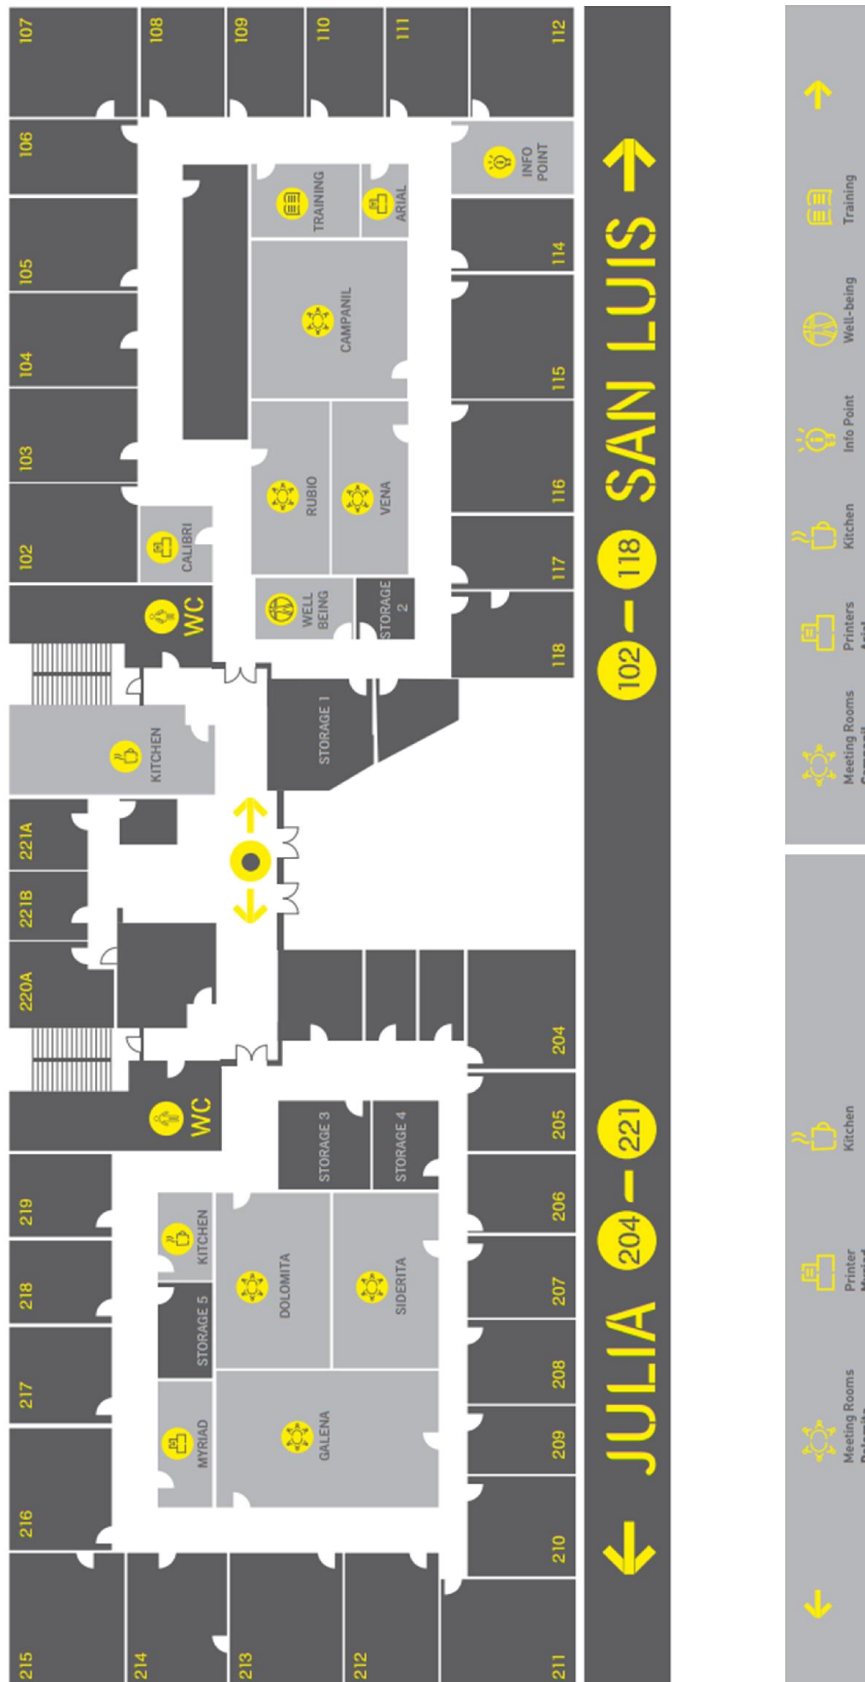 215
216
217
218
219
220A
221B
221A
102
103
104
105
106
107
214
WC
KITCHEN
WC
CALIBRI
108
213
MYRIAD
STORAGE 5
KITCHEN
DOLOMITA
STORAGE 3
STORAGE 1
WELL
BEING
RUBIO
CAMPANIL
TRAINING
109
110
212
GALENA
SIDERITA
STORAGE 4
STORAGE
2
VENA
ARIAL
111
211
210
209
208
207
206
205
204
118
117
116
115
114
INFO
POINT
112
JULIA 204 – 221
102 – 118 SAN LUIS
Meeting Rooms
Dolomita
Printer
Myriad
Kitchen
Meeting Rooms
Campanil
Printers
Arial
Kitchen
Info Point
Well-being
Training